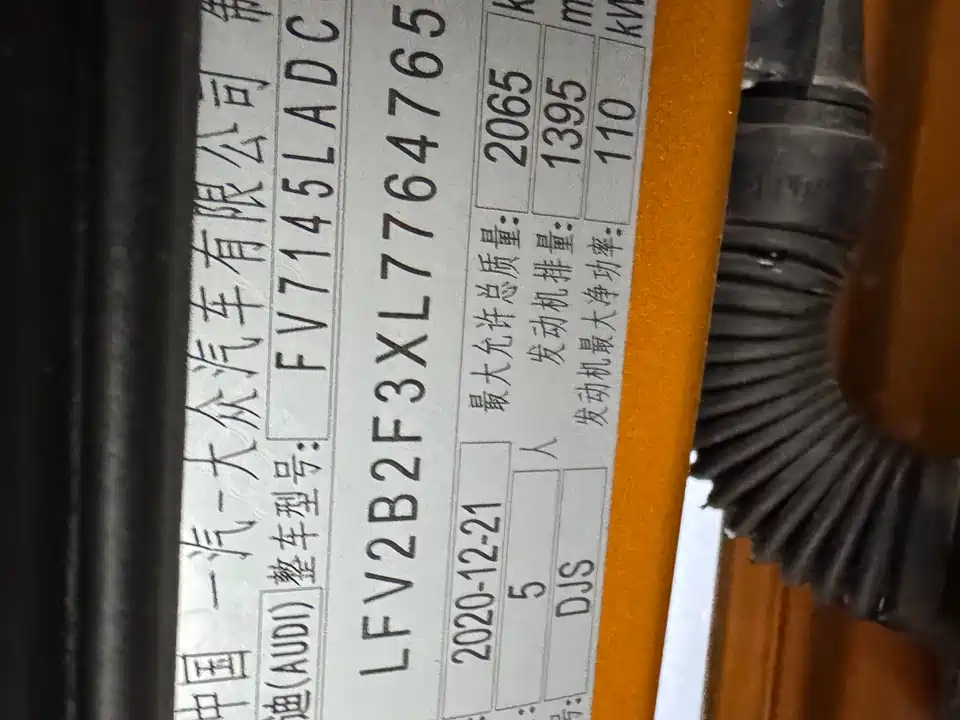 中国 一汽-大众汽车有限公司 制
迪(AUDI) 整车型号: FV7145LADC
LFV2B2F3XL7764765
2020-12-21 最大允许总质量: 2065 k
5 人 发动机排量: 1395 m
DJS 发动机最大净功率: 110 kW